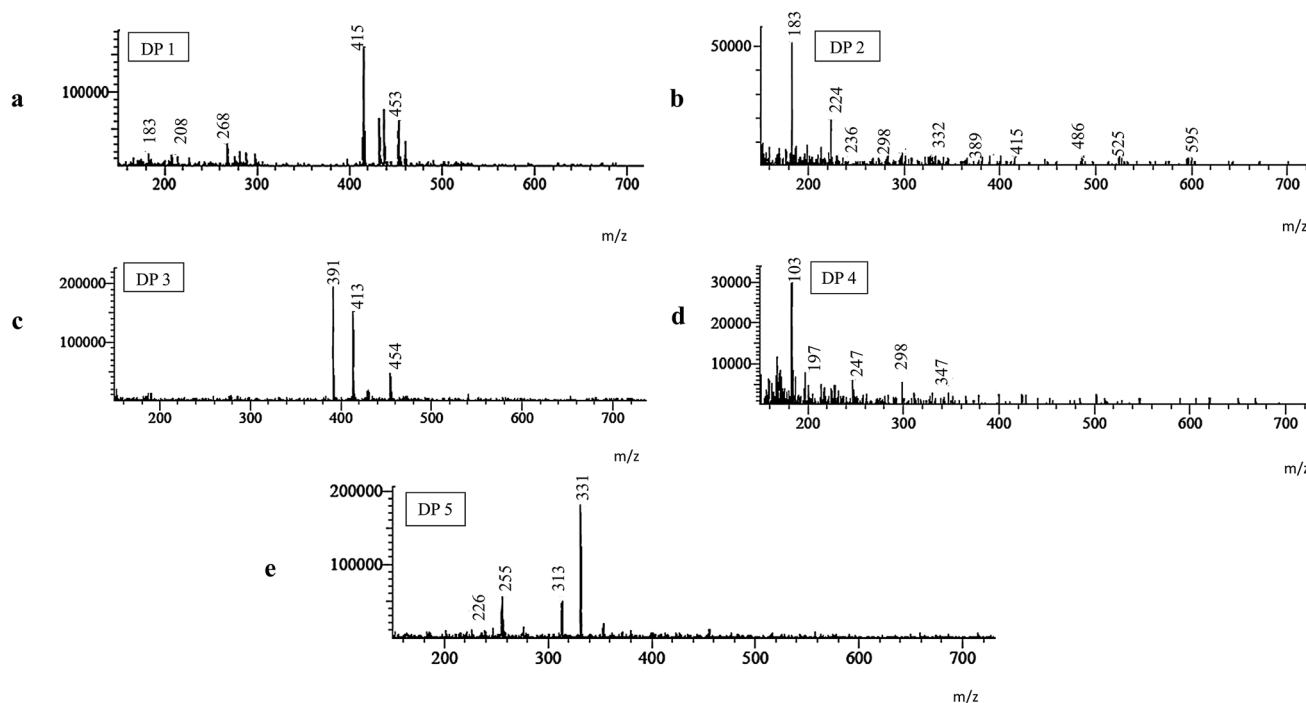 a
DP 1
100000
183
208
268
415
453
200 300 400 500 600 700
m/z
b
DP 2
50000
183
224
236
298
332
389
415
486
525
595
200 300 400 500 600 700
m/z
c
DP 3
200000
100000
391
413
454
200 300 400 500 600 700
m/z
d
DP 4
30000
20000
10000
103
197
247
298
347
200 300 400 500 600 700
m/z
e
DP 5
200000
100000
226
255
313
331
200 300 400 500 600 700
m/z